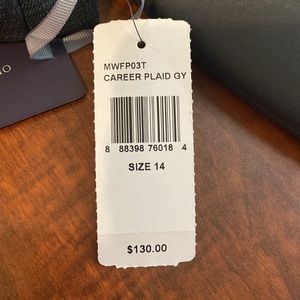 MWFP03T
CAREER PLAID GY
8 88398 76018 4
SIZE 14
$130.00